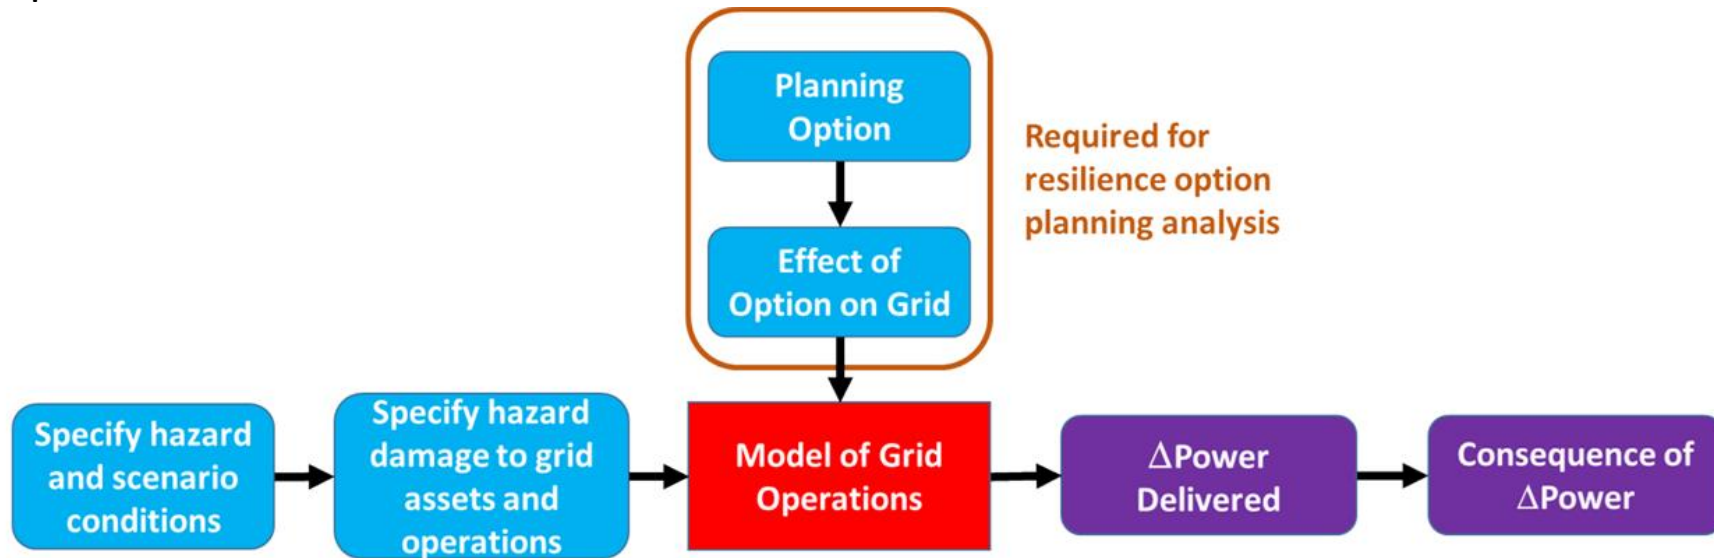 Planning
Option
Required for
resilience option
planning analysis
Effect of
Option on Grid
Specify hazard
and scenario
conditions
Specify hazard
damage to grid
assets and
operations
Model of Grid
Operations
ΔPower
Delivered
Consequence of
ΔPower